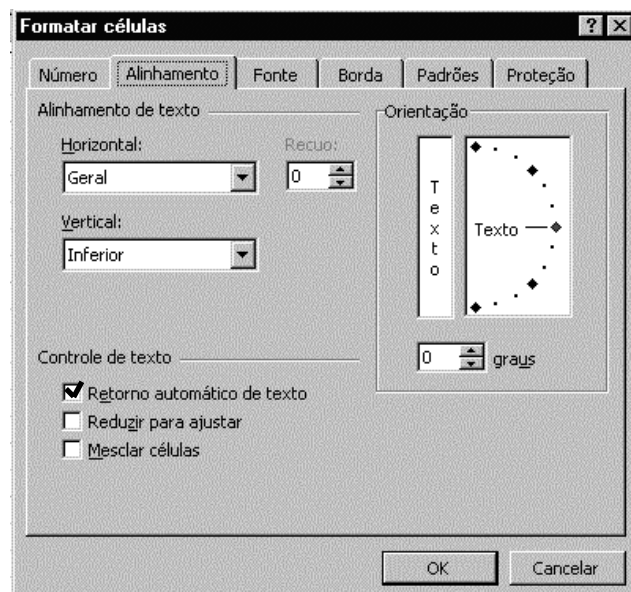 Formatar células
Número Alinhamento Fonte Borda Padrões Proteção
Alinhamento de texto
Horizontal:
Recuo:
Geral
0
Vertical:
Inferior
Orientação
Texto
Texto
0 graus
Controle de texto
Retorno automático de texto
Reduzir para ajustar
Mesclar células
OK Cancelar